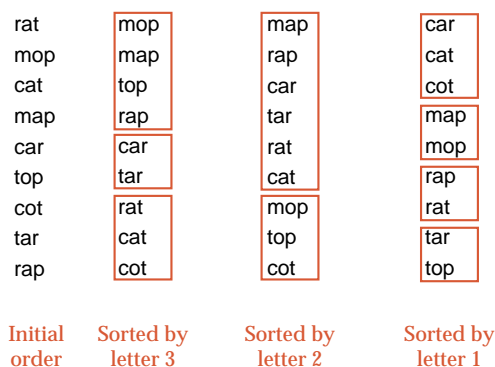 rat mop map car
mop map rap cat
cat top car cot
map rap tar map
car car rat mop
top tar cat rap
cot rat mop rat
tar cat top tar
rap cot cot top
Initial Sorted by Sorted by Sorted by
order letter 3 letter 2 letter 1